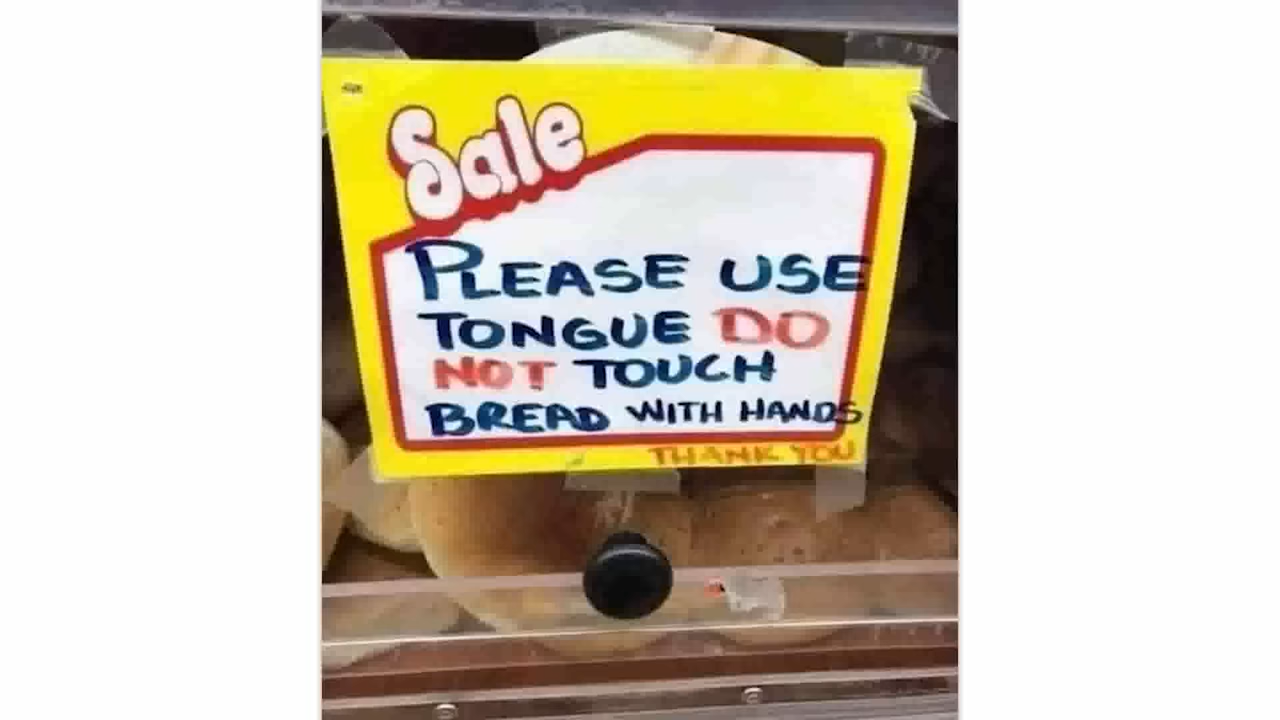 Sale
PLEASE USE
TONGUE DO
NOT TOUCH
BREAD WITH HANDS
THANK YOU